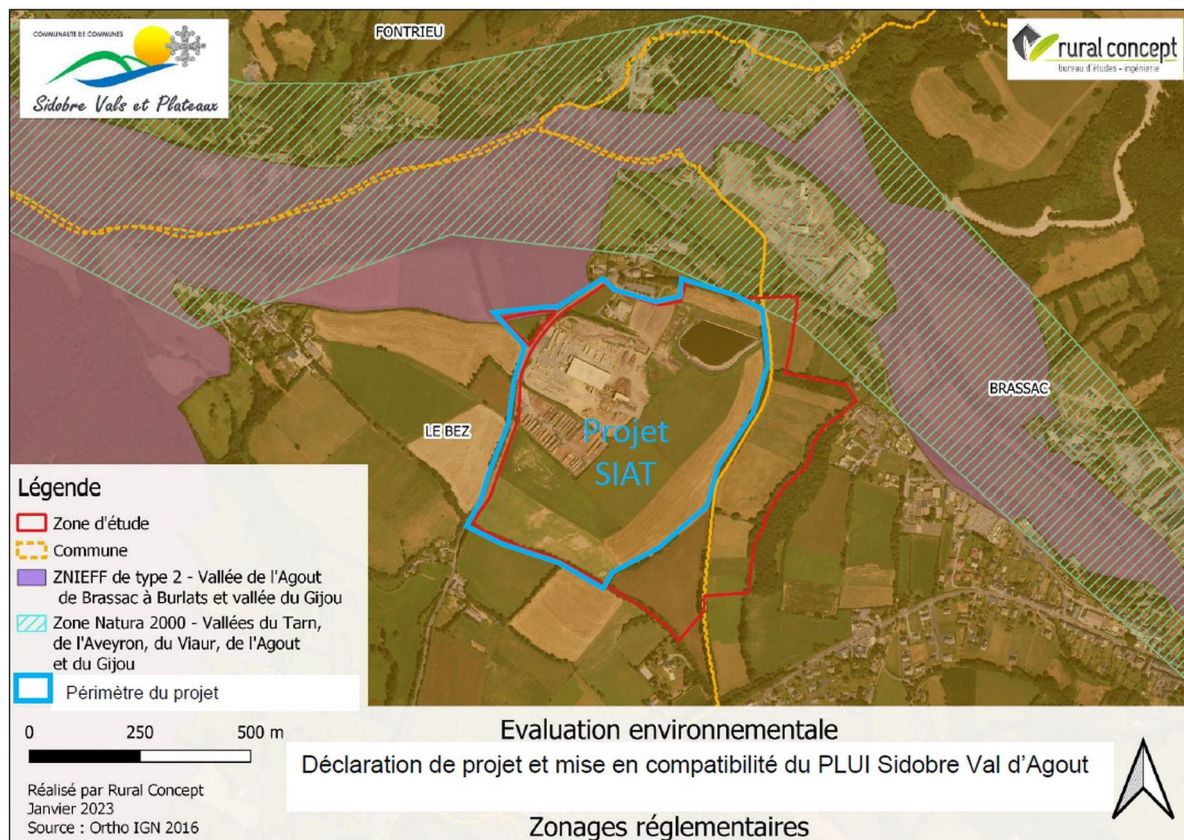 COMMUNAUTE DE COMMUNES
Sidobre Vals et Plateaux
FONTRIEU
rural concept
bureau d'études - ingénierie
BRASSAC
LE BEZ
Projet
SIAT
Légende
Zone d'étude
Commune
ZNIEFF de type 2 - Vallée de l'Agout
de Brassac à Burlats et vallée du Gijou
Zone Natura 2000 - Vallées du Tarn,
de l'Aveyron, du Viaur, de l'Agout
et du Gijou
Périmètre du projet
0 250 500 m
Réalisé par Rural Concept
Janvier 2023
Source : Ortho IGN 2016
Evaluation environnementale
Déclaration de projet et mise en compatibilité du PLUI Sidobre Val d'Agout
Zonages réglementaires